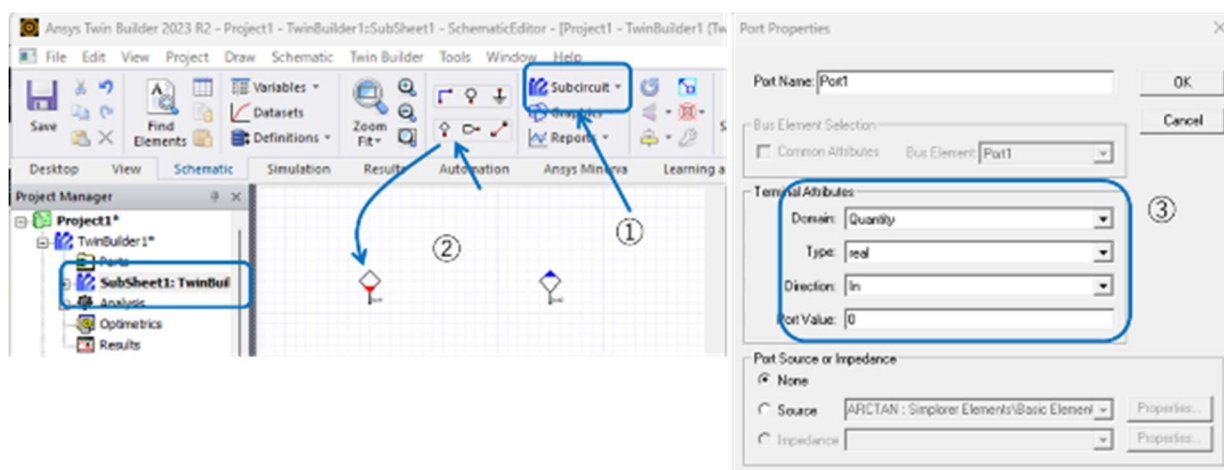 Ansys Twin Builder 2023 R2 - Project1 - TwinBuilder1::SubSheet1 - SchematicEditor - [Project1 - TwinBuilder1 (Tw
File Edit View Project Draw Schematic Twin Builder Tools Window Help
Save
Find Elements
Variables
Datasets
Definitions
Zoom
Fit
Subcircuit
Graphics
Reports
Desktop View Schematic Simulation Results Automation Ansys Minerva Learning a
Project Manager
Project1*
TwinBuilder1*
Ports
SubSheet1: TwinBuil
Analysis
Optimetrics
Results
①
②
Port Properties
Port Name: Port1
OK
Cancel
Bus Element Selection
Common Attributes Bus Element: Port1
Terminal Attributes
Domain: Quantity
Type: real
Direction: In
Port Value: 0
③
Port Source or Impedance
None
Source ARCTAN : Simplorer Elements\Basic Element Properties...
Impedance Properties...